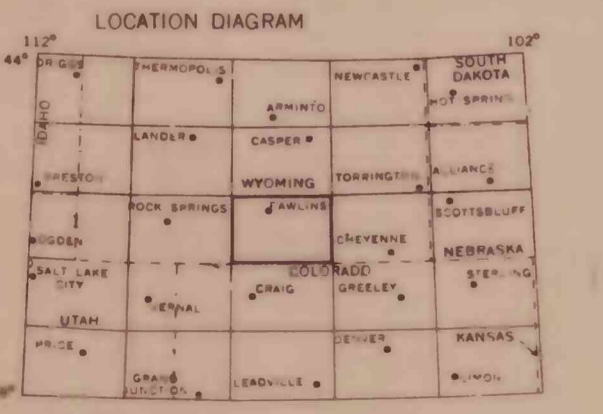 LOCATION DIAGRAM
112° 102°
44°
DRIGGS
THERMOPOLIS
NEWCASTLE
SOUTH
DAKOTA
HOT SPRINGS
ARMINTO
IDAHO
LANDER
CASPER
PRESTON
WYOMING
TORRINGTON
ALLIANCE
ROCK SPRINGS
RAWLINS
SCOTTSBLUFF
OGDEN
CHEYENNE
NEBRASKA
SALT LAKE
CITY
COLORADO
STERLING
VERNAL
CRAIG
GREELEY
UTAH
PRICE
DENVER
KANSAS
GRAND
JUNCTION
LEADVILLE
LIMON